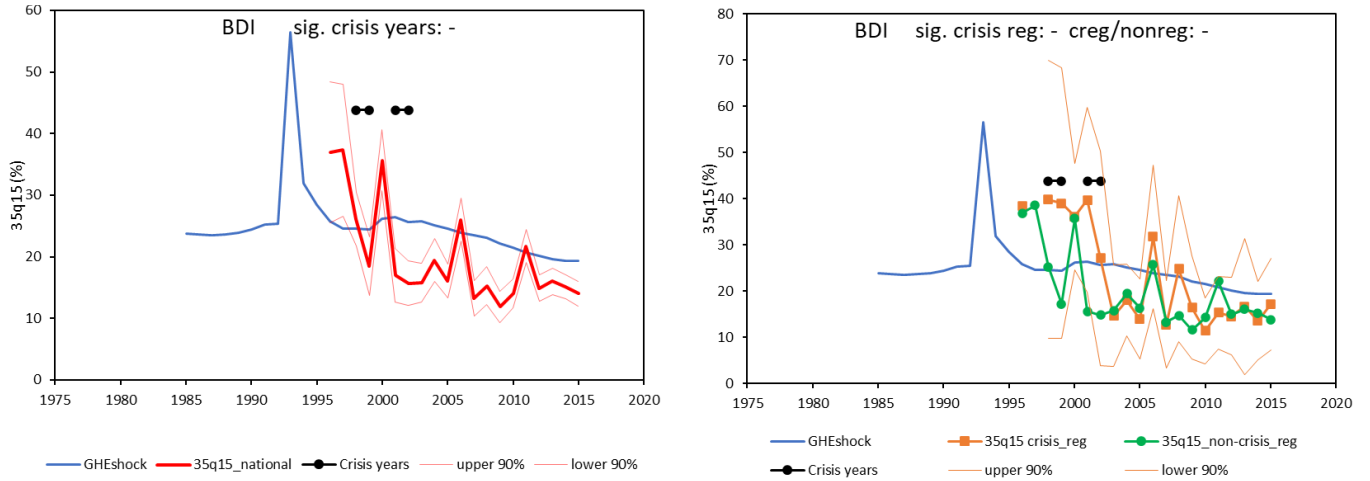 BDI sig. crisis years: -
60
50
40
30
20
10
0
35q15 (%)
1975 1980 1985 1990 1995 2000 2005 2010 2015 2020
GHEshock 35q15_national Crisis years upper 90% lower 90%
BDI sig. crisis reg: - creg/nonreg: -
80
70
60
50
40
30
20
10
0
35q15 (%)
1975 1980 1985 1990 1995 2000 2005 2010 2015 2020
GHEshock 35q15 crisis_reg 35q15_non-crisis_reg
Crisis years upper 90% lower 90%